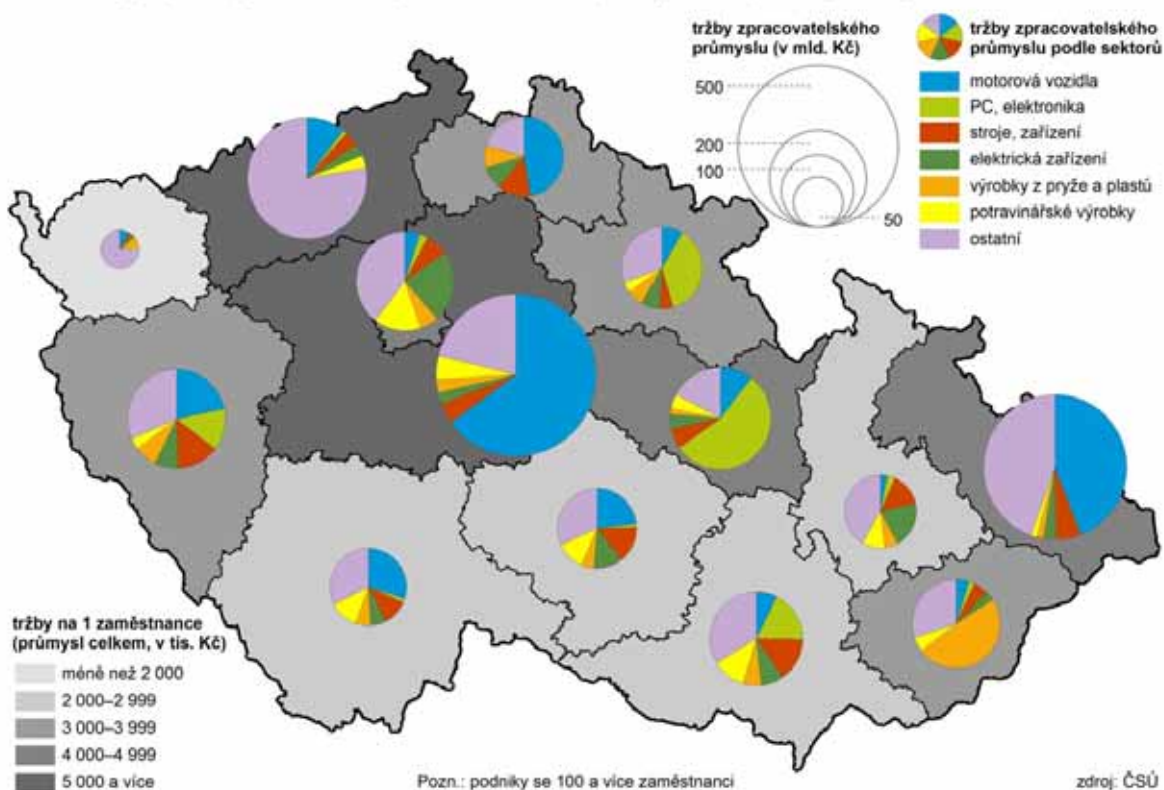 tržby zpracovatelského
průmyslu (v mld. Kč)
500
200
100
50
tržby zpracovatelského
průmyslu podle sektorů
motorová vozidla
PC, elektronika
stroje, zařízení
elektrická zařízení
výrobky z pryže a plastů
potravinářské výrobky
ostatní
tržby na 1 zaměstnance
(průmysl celkem, v tis. Kč)
méně než 2 000
2 000–2 999
3 000–3 999
4 000–4 999
5 000 a více
Pozn.: podniky se 100 a více zaměstnanci
zdroj: ČSÚ